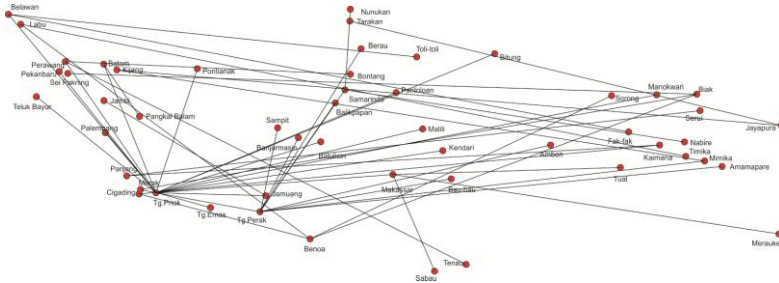 Nunukan
Belawan
Tarakan
Labu
Berau
Toli-toli
Bitung
Perawang
Batam
Kijang
Pontianak
Pekanbaru
Sei Pakning
Bontang
Pantoloan
Manokwari
Biak
Samarinda
Sorong
Teluk Bayur
Jambi
Balikpapan
Pangkal Balam
Serui
Jayapura
Sampit
Palembang
Malili
Fak-fak
Nabire
Banjarmasin
Batulicin
Kendari
Ambon
Kaimana
Timika
Mimika
Amamapare
Panjang
Merak
Cigading
Tg.Priok
Jamuang
Makassar
Baubau
Tual
Tg.Emas
Tg.Perak
Benoa
Merauke
Tenau
Sabau